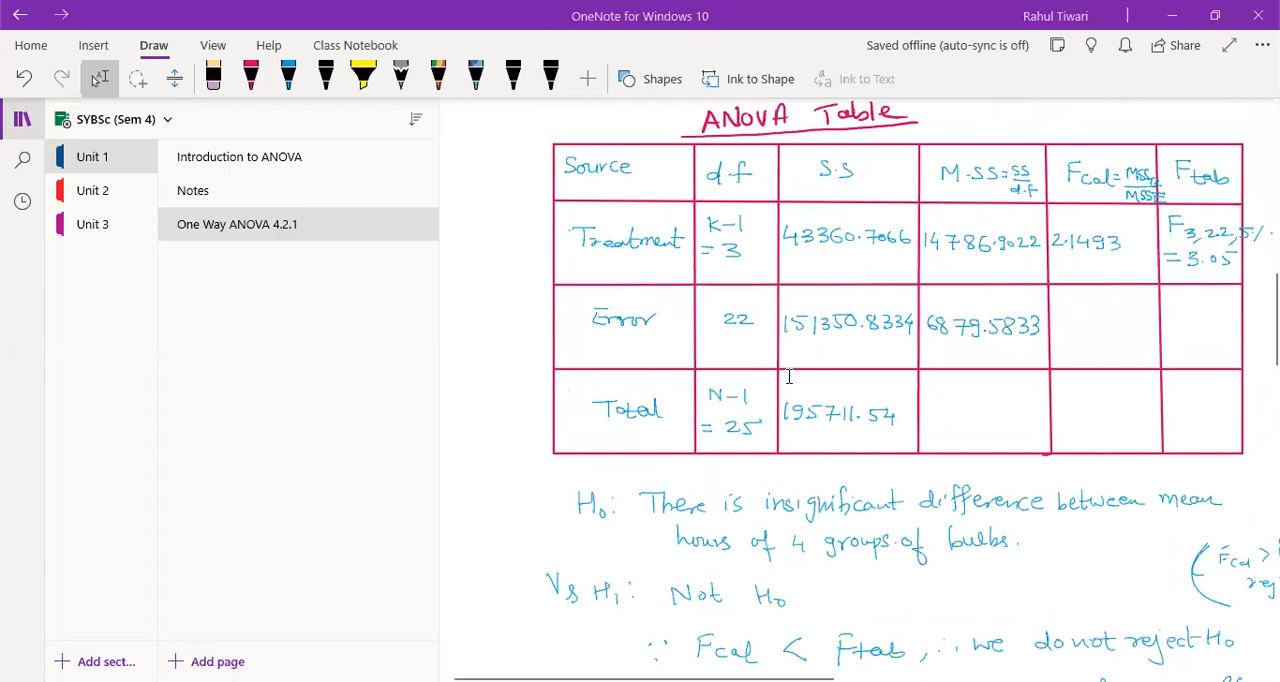 OneNote for Windows 10
Rahul Tiwari
Home Insert Draw View Help Class Notebook
Saved offline (auto-sync is off)
Share
Shapes
Ink to Shape
Ink to Text
SYBSc (Sem 4)
Unit 1
Unit 2
Unit 3
Introduction to ANOVA
Notes
One Way ANOVA 4.2.1
Add sect...
Add page
ANOVA Table
Source d.f S.S M.SS=SS/d.f Fcal=MSSTr/MSSE Ftab
Treatment K-1 = 3 43360.7066 14786.9022 2.1493 F3,22,5% = 3.05
Error 22 151350.8334 6879.5833
Total N-1 = 25 195711.54
H0: There is insignificant difference between mean
hours of 4 groups of bulbs.
Vs H1: Not H0
(Fcal >
rej
∵ Fcal < Ftab, ∴ we do not reject H0